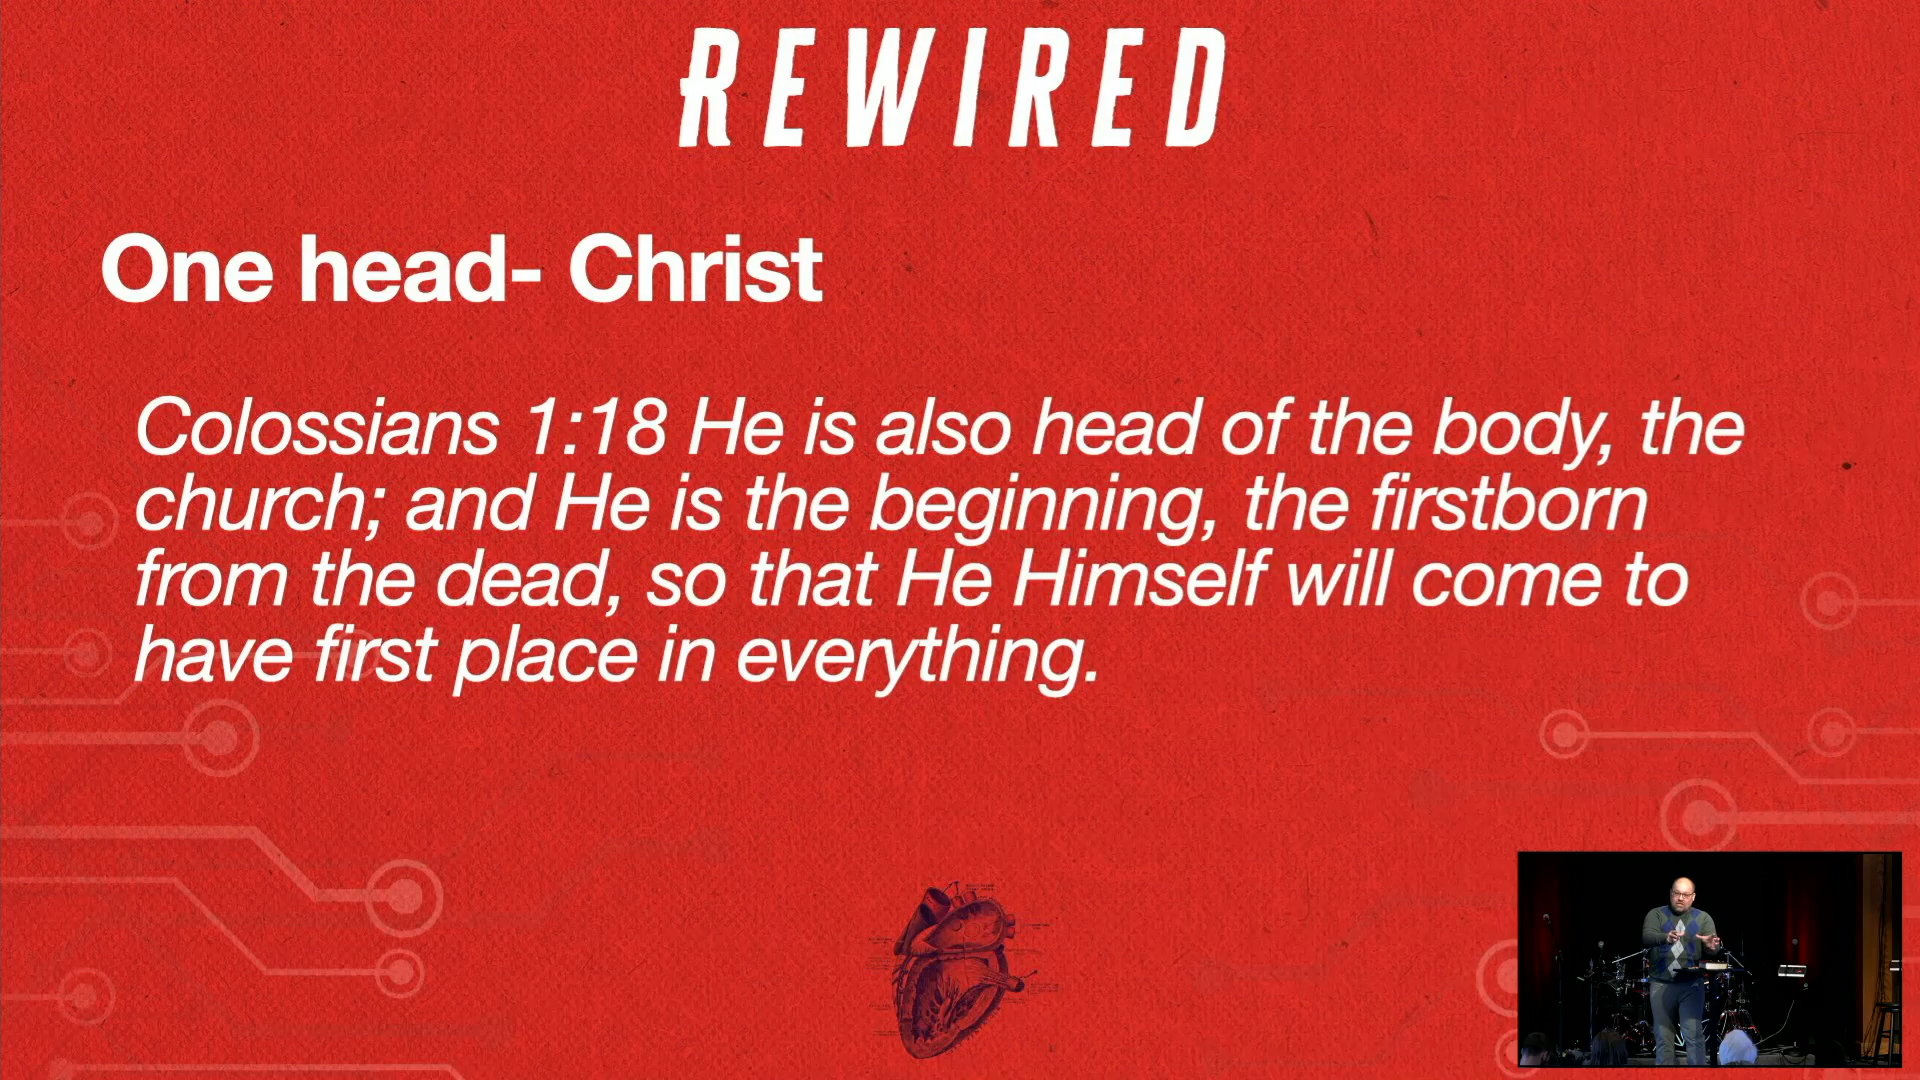 REWIRED
One head- Christ
Colossians 1:18 He is also head of the body, the
church; and He is the beginning, the firstborn
from the dead, so that He Himself will come to
have first place in everything.